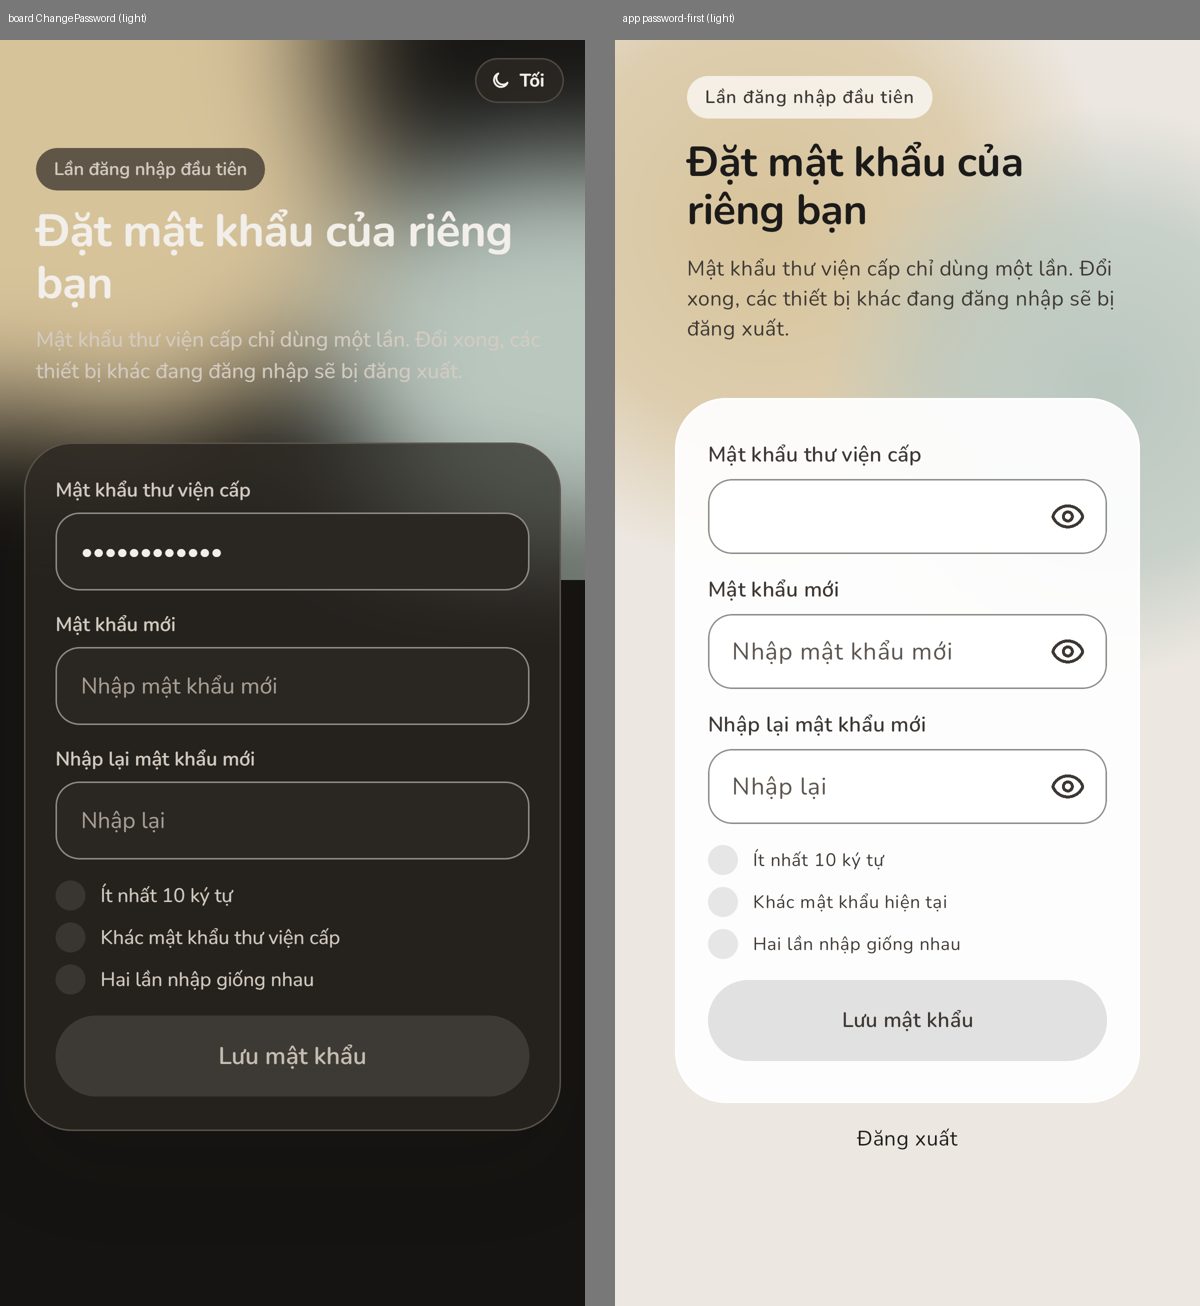 board ChangePassword (light)
Tối
Lần đăng nhập đầu tiên
Đặt mật khẩu của riêng
bạn
Mật khẩu thư viện cấp chỉ dùng một lần. Đổi xong, các
thiết bị khác đang đăng nhập sẽ bị đăng xuất.
Mật khẩu thư viện cấp
••••••••••••
Mật khẩu mới
Nhập mật khẩu mới
Nhập lại mật khẩu mới
Nhập lại
Ít nhất 10 ký tự
Khác mật khẩu thư viện cấp
Hai lần nhập giống nhau
Lưu mật khẩu
app password-first (light)
Lần đăng nhập đầu tiên
Đặt mật khẩu của
riêng bạn
Mật khẩu thư viện cấp chỉ dùng một lần. Đổi
xong, các thiết bị khác đang đăng nhập sẽ bị
đăng xuất.
Mật khẩu thư viện cấp
Mật khẩu mới
Nhập mật khẩu mới
Nhập lại mật khẩu mới
Nhập lại
Ít nhất 10 ký tự
Khác mật khẩu hiện tại
Hai lần nhập giống nhau
Lưu mật khẩu
Đăng xuất